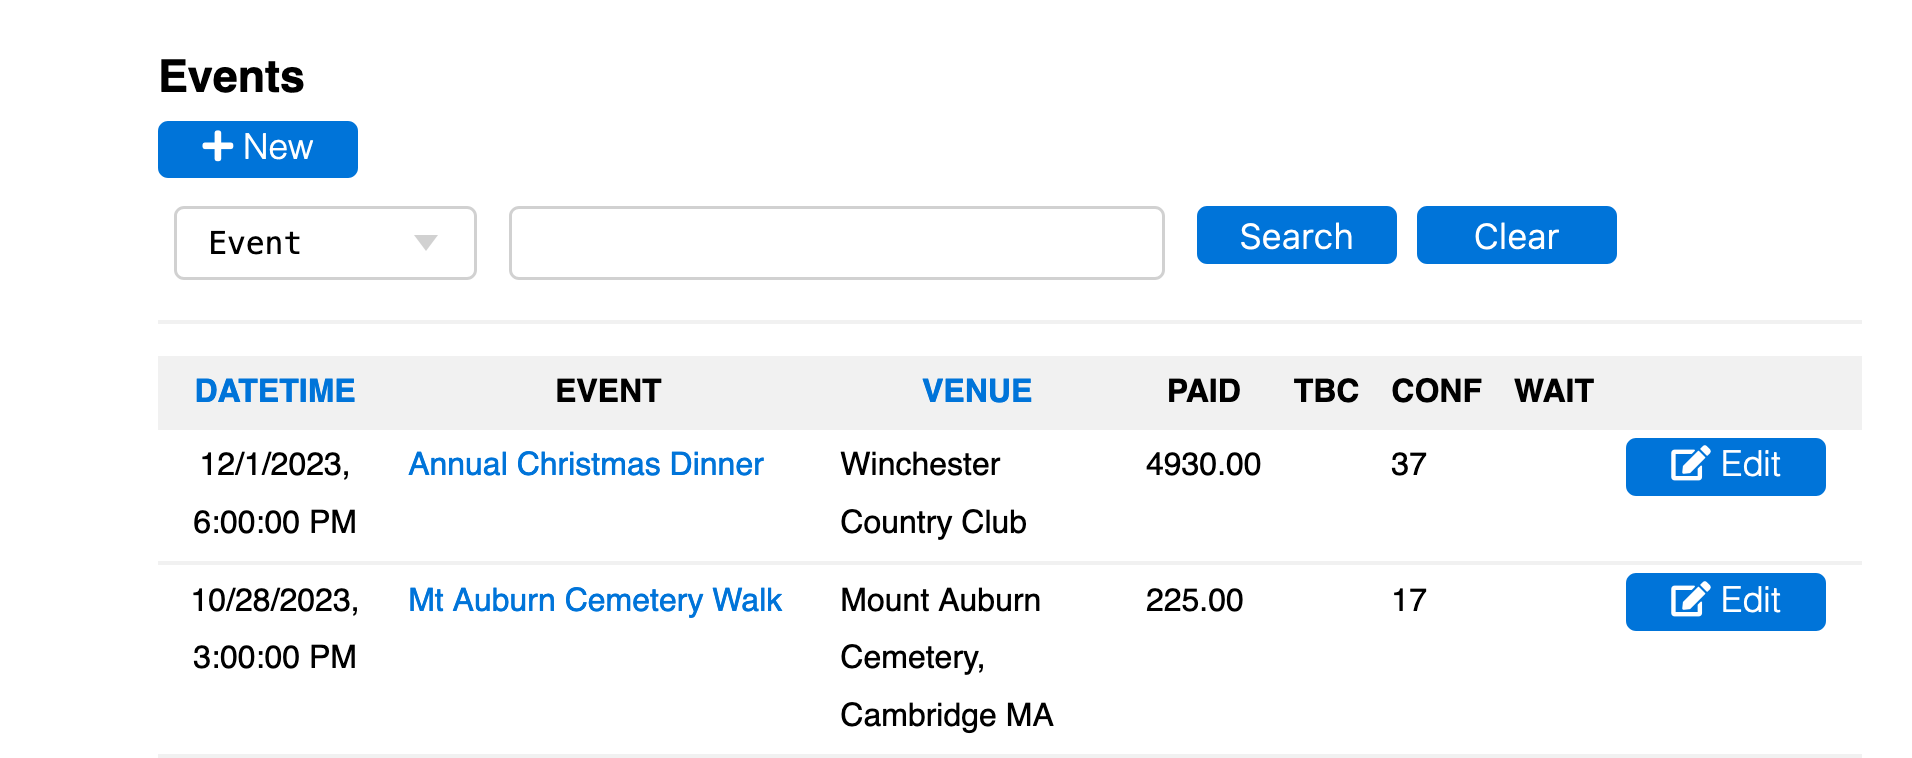 Events
New
Event
Search Clear
DATETIME EVENT VENUE PAID TBC CONF WAIT
12/1/2023, Annual Christmas Dinner Winchester 4930.00 37 Edit
6:00:00 PM Country Club
10/28/2023, Mt Auburn Cemetery Walk Mount Auburn 225.00 17 Edit
3:00:00 PM Cemetery,
Cambridge MA